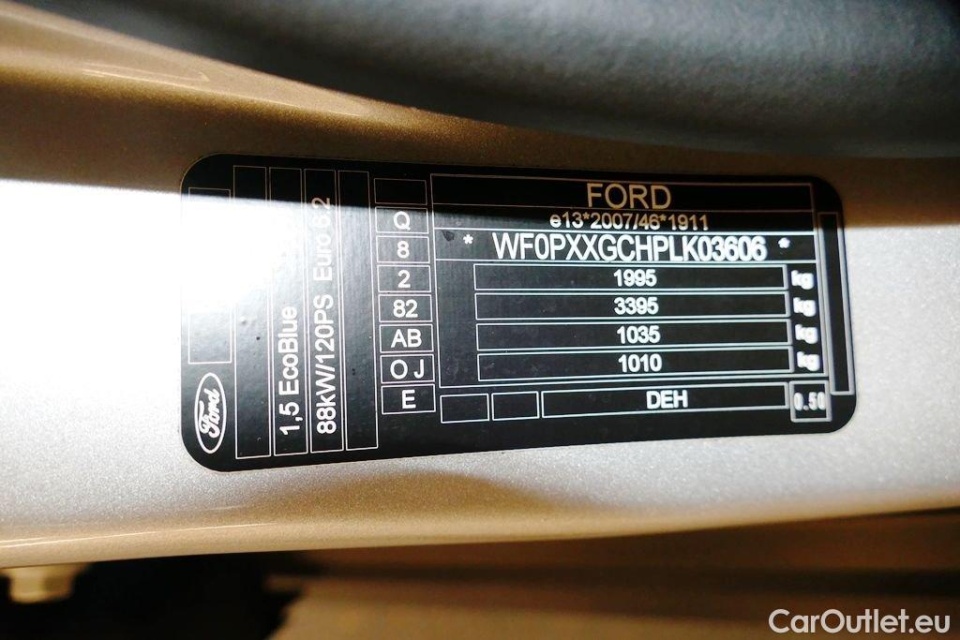 FORD
e13*2007/46*1911
* WF0PXXGCHPLK03606 *
1995 kg
3395 kg
1035 kg
1010 kg
DEH
0.50
Q
8
2
82
AB
OJ
E
1,5 EcoBlue
88kW/120PS Euro 6.2
Ford
CarOutlet.eu